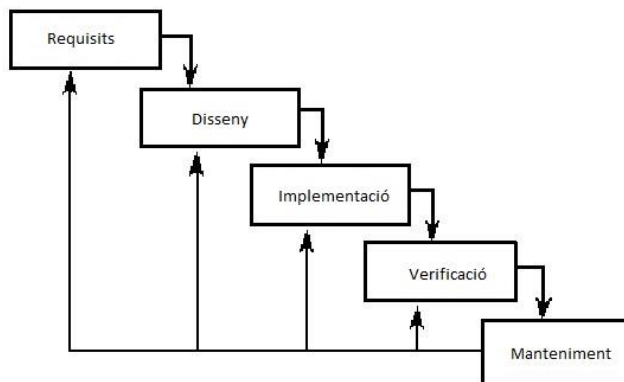 Requisits
Disseny
Implementació
Verificació
Manteniment